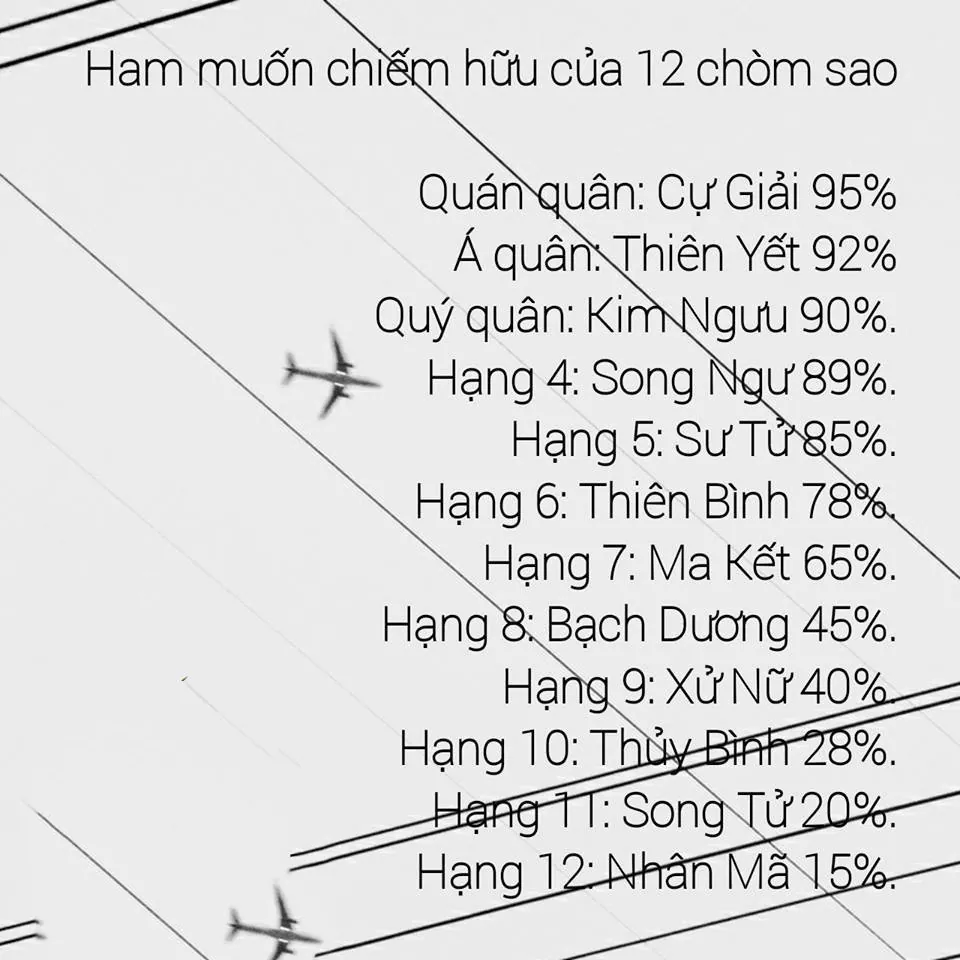 Ham muốn chiếm hữu của 12 chòm sao
Quán quân: Cự Giải 95%
Á quân: Thiên Yết 92%
Quý quân: Kim Ngưu 90%.
Hạng 4: Song Ngư 89%.
Hạng 5: Sư Tử 85%.
Hạng 6: Thiên Bình 78%.
Hạng 7: Ma Kết 65%.
Hạng 8: Bạch Dương 45%.
Hạng 9: Xử Nữ 40%.
Hạng 10: Thủy Bình 28%.
Hạng 11: Song Tử 20%.
Hạng 12: Nhân Mã 15%.